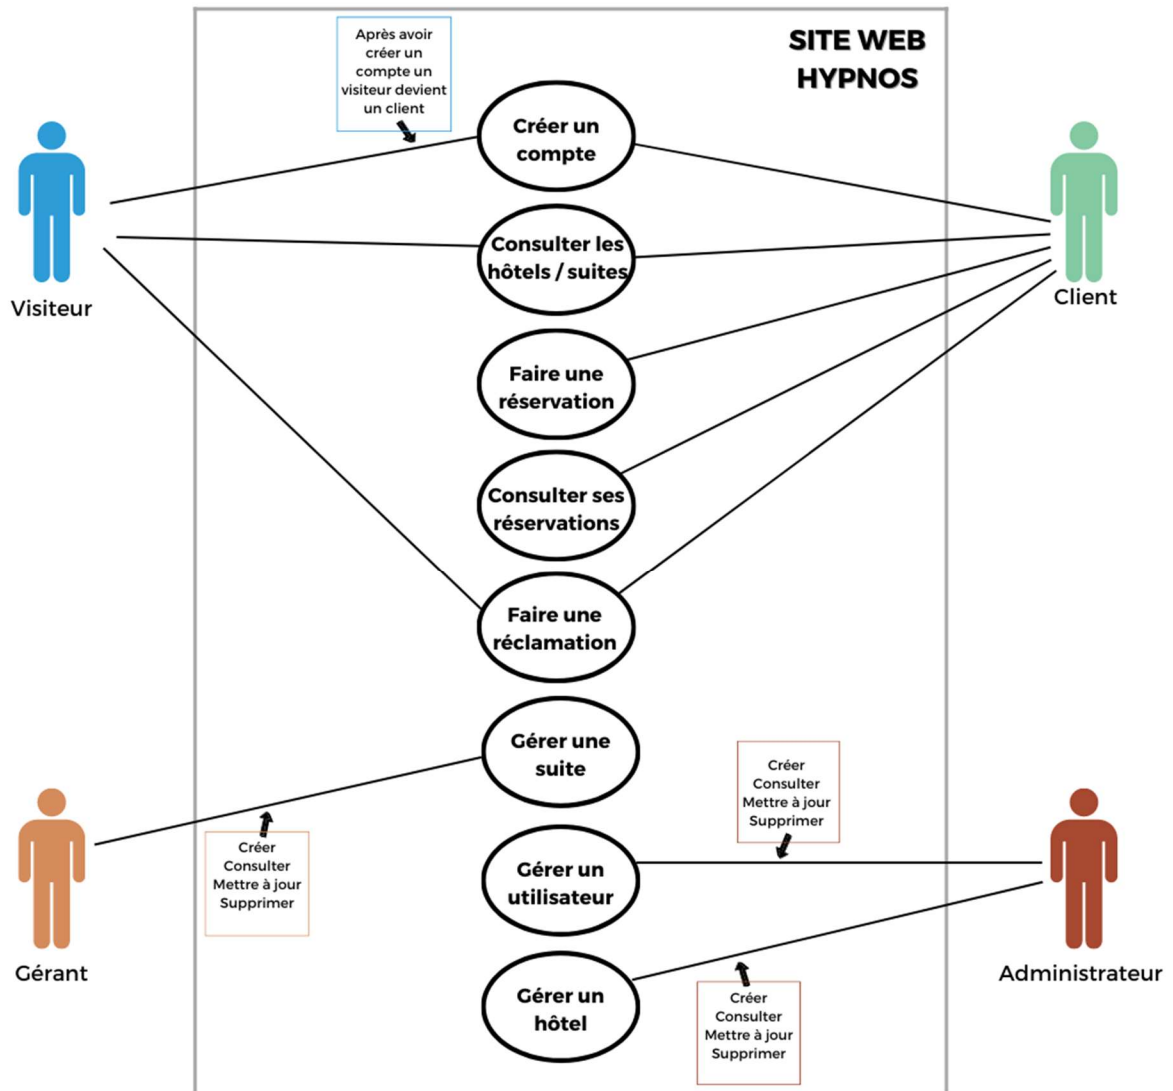 SITE WEB
HYPNOS
Après avoir
créer un
compte un
visiteur devient
un client
Créer un
compte
Consulter les
hôtels / suites
Visiteur
Client
Faire une
réservation
Consulter ses
réservations
Faire une
réclamation
Gérer une
suite
Créer
Consulter
Mettre à jour
Supprimer
Créer
Consulter
Mettre à jour
Supprimer
Gérer un
utilisateur
Gérant
Administrateur
Gérer un
hôtel
Créer
Consulter
Mettre à jour
Supprimer